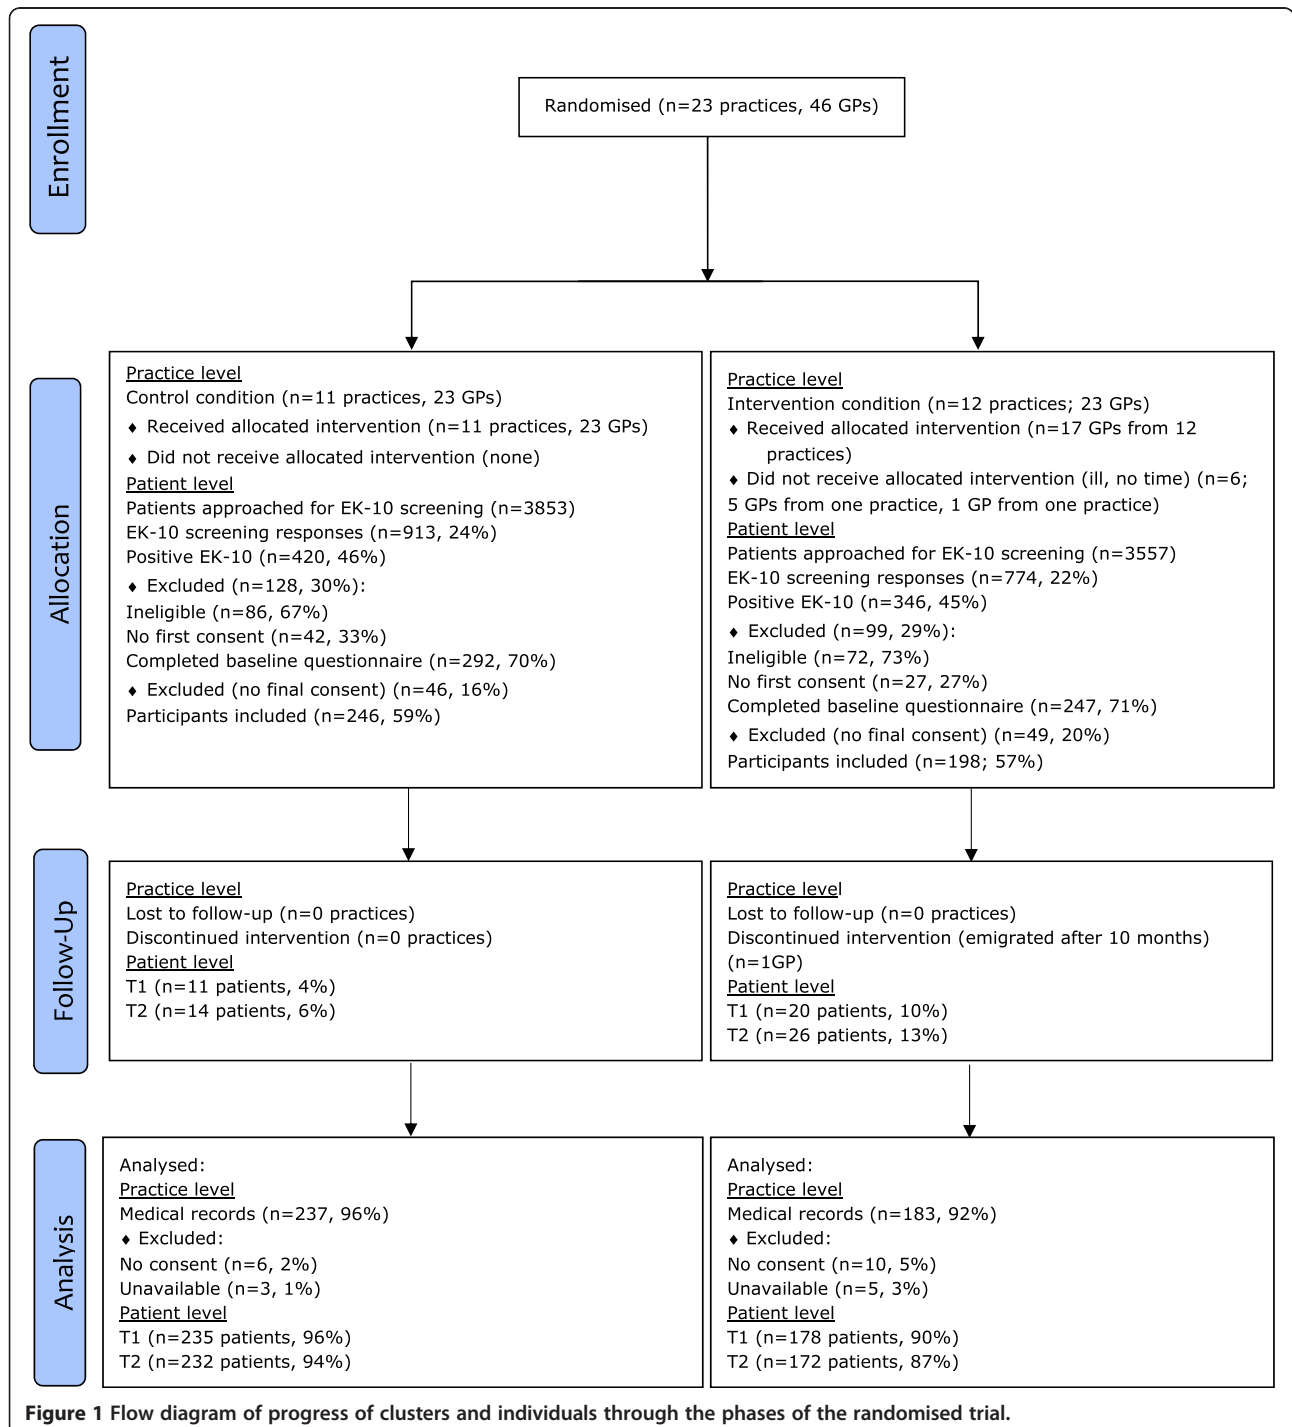 Enrollment
Randomised (n=23 practices, 46 GPs)
Allocation
Practice level
Control condition (n=11 practices, 23 GPs)
♦ Received allocated intervention (n=11 practices, 23 GPs)
♦ Did not receive allocated intervention (none)
Patient level
Patients approached for EK-10 screening (n=3853)
EK-10 screening responses (n=913, 24%)
Positive EK-10 (n=420, 46%)
♦ Excluded (n=128, 30%):
Ineligible (n=86, 67%)
No first consent (n=42, 33%)
Completed baseline questionnaire (n=292, 70%)
♦ Excluded (no final consent) (n=46, 16%)
Participants included (n=246, 59%)
Practice level
Intervention condition (n=12 practices; 23 GPs)
♦ Received allocated intervention (n=17 GPs from 12
practices)
♦ Did not receive allocated intervention (ill, no time) (n=6;
5 GPs from one practice, 1 GP from one practice)
Patient level
Patients approached for EK-10 screening (n=3557)
EK-10 screening responses (n=774, 22%)
Positive EK-10 (n=346, 45%)
♦ Excluded (n=99, 29%):
Ineligible (n=72, 73%)
No first consent (n=27, 27%)
Completed baseline questionnaire (n=247, 71%)
♦ Excluded (no final consent) (n=49, 20%)
Participants included (n=198; 57%)
Follow-Up
Practice level
Lost to follow-up (n=0 practices)
Discontinued intervention (n=0 practices)
Patient level
T1 (n=11 patients, 4%)
T2 (n=14 patients, 6%)
Practice level
Lost to follow-up (n=0 practices)
Discontinued intervention (emigrated after 10 months)
(n=1GP)
Patient level
T1 (n=20 patients, 10%)
T2 (n=26 patients, 13%)
Analysis
Analysed:
Practice level
Medical records (n=237, 96%)
♦ Excluded:
No consent (n=6, 2%)
Unavailable (n=3, 1%)
Patient level
T1 (n=235 patients, 96%)
T2 (n=232 patients, 94%)
Analysed:
Practice level
Medical records (n=183, 92%)
♦ Excluded:
No consent (n=10, 5%)
Unavailable (n=5, 3%)
Patient level
T1 (n=178 patients, 90%)
T2 (n=172 patients, 87%)
Figure 1 Flow diagram of progress of clusters and individuals through the phases of the randomised trial.